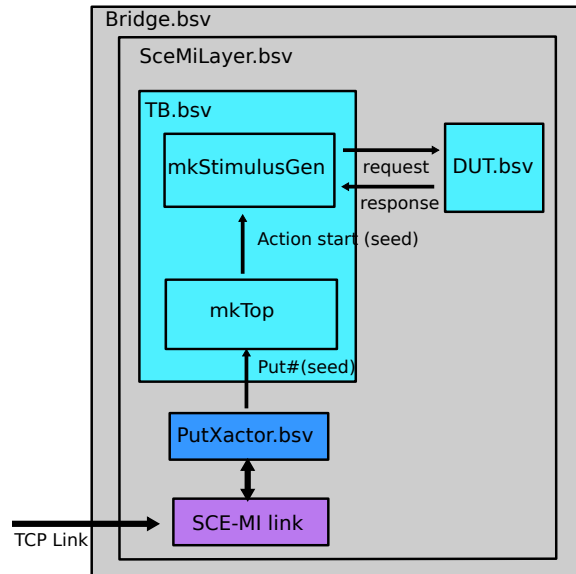 Bridge.bsv
SceMiLayer.bsv
TB.bsv
mkStimulusGen
request
DUT.bsv
response
Action start (seed)
mkTop
Put#(seed)
PutXactor.bsv
SCE-MI link
TCP Link